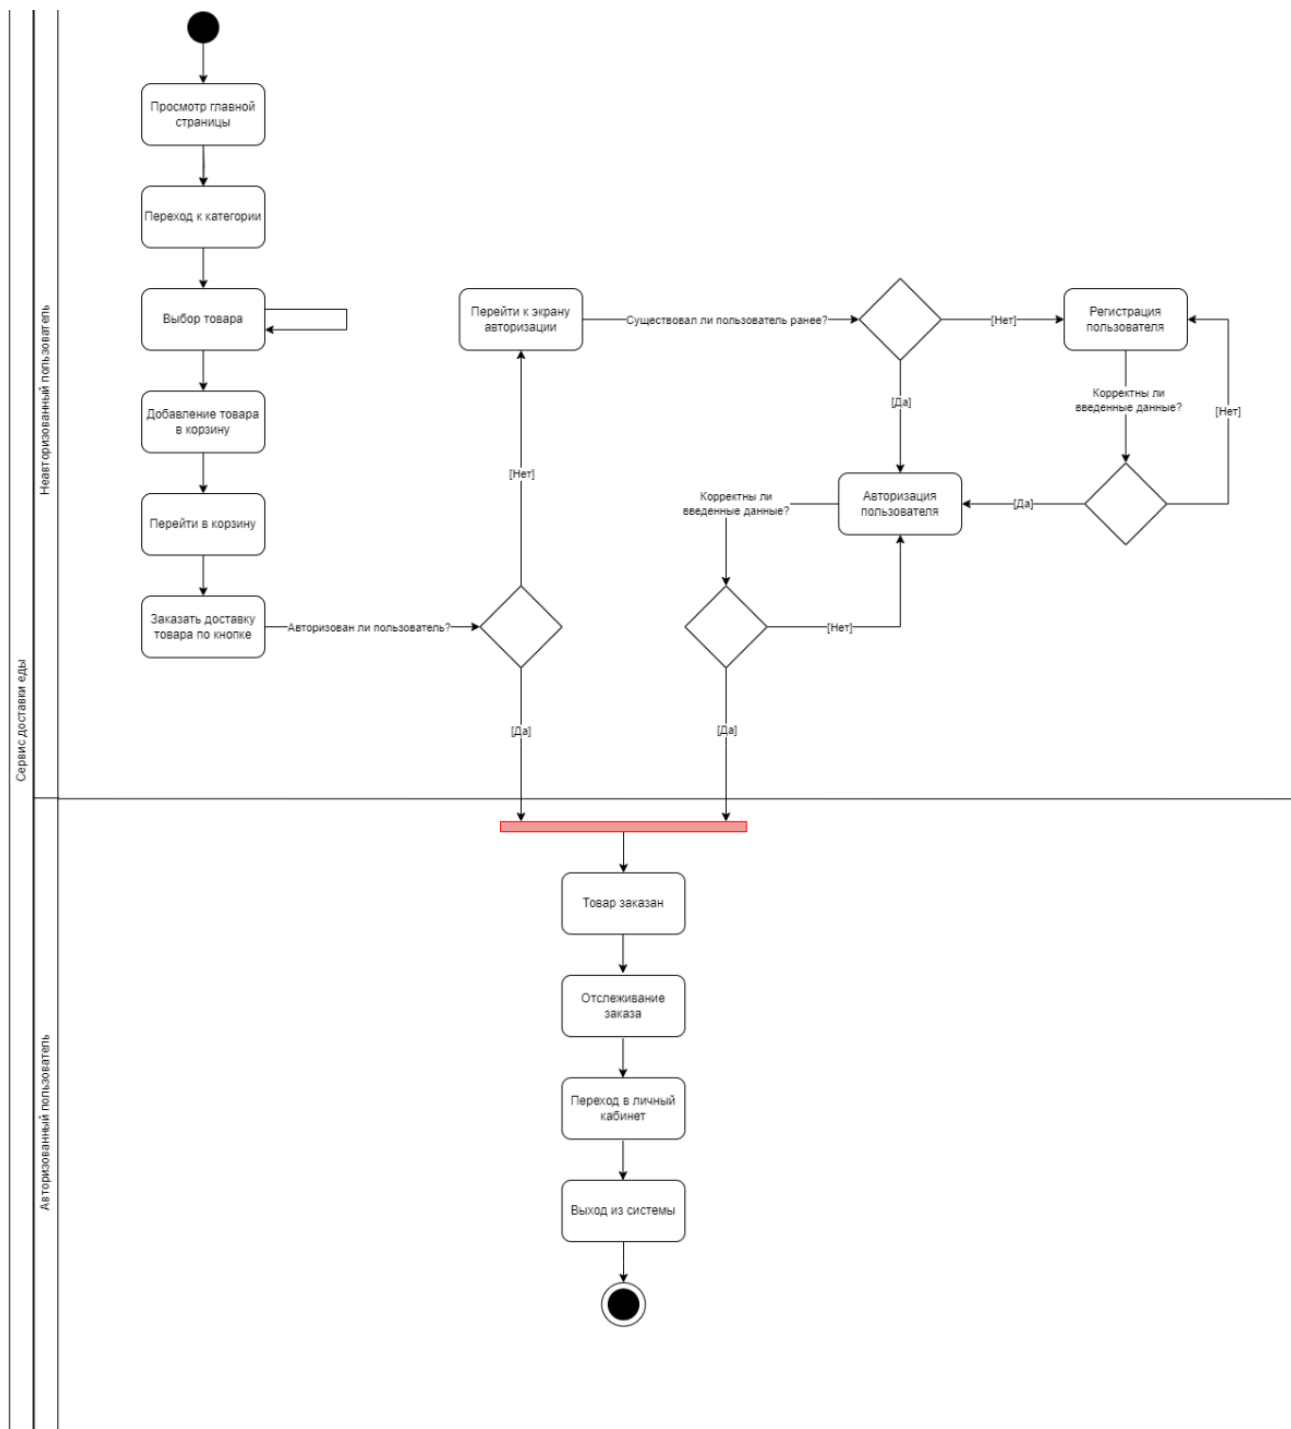 Сервис доставки еды
Неавторизованный пользователь
Просмотр главной
страницы
Переход к категории
Выбор товара
Добавление товара
в корзину
Перейти в корзину
Заказать доставку
товара по кнопке
Авторизован ли пользователь?
[Нет]
[Да]
Перейти к экрану
авторизации
Существовал ли пользователь ранее?
[Нет]
[Да]
Регистрация
пользователя
Корректны ли
введенные данные?
[Нет]
[Да]
Авторизация
пользователя
Корректны ли
введенные данные?
[Нет]
[Да]
Авторизованный пользователь
Товар заказан
Отслеживание
заказа
Переход в личный
кабинет
Выход из системы